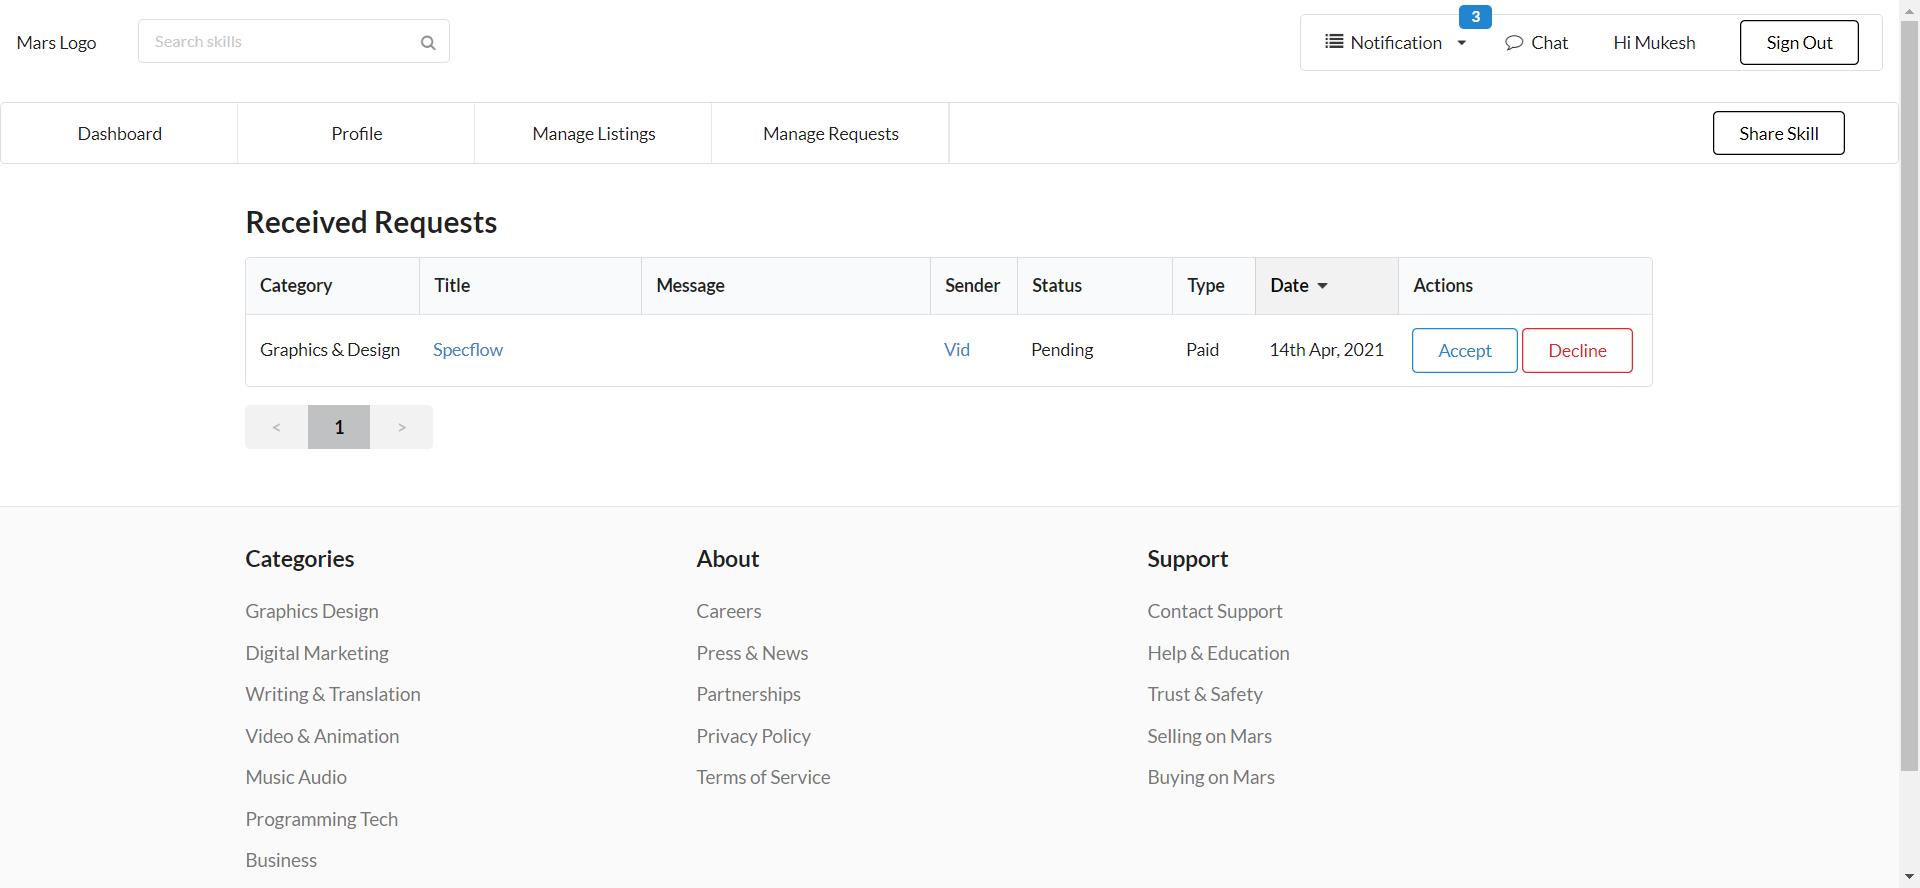 Mars Logo
Search skills
Notification
3
Chat
Hi Mukesh
Sign Out
Dashboard
Profile
Manage Listings
Manage Requests
Share Skill
Received Requests
Category Title Message Sender Status Type Date Actions
Graphics & Design Specflow Vid Pending Paid 14th Apr, 2021 Accept Decline
< 1 >
Categories
Graphics Design
Digital Marketing
Writing & Translation
Video & Animation
Music Audio
Programming Tech
Business
About
Careers
Press & News
Partnerships
Privacy Policy
Terms of Service
Support
Contact Support
Help & Education
Trust & Safety
Selling on Mars
Buying on Mars